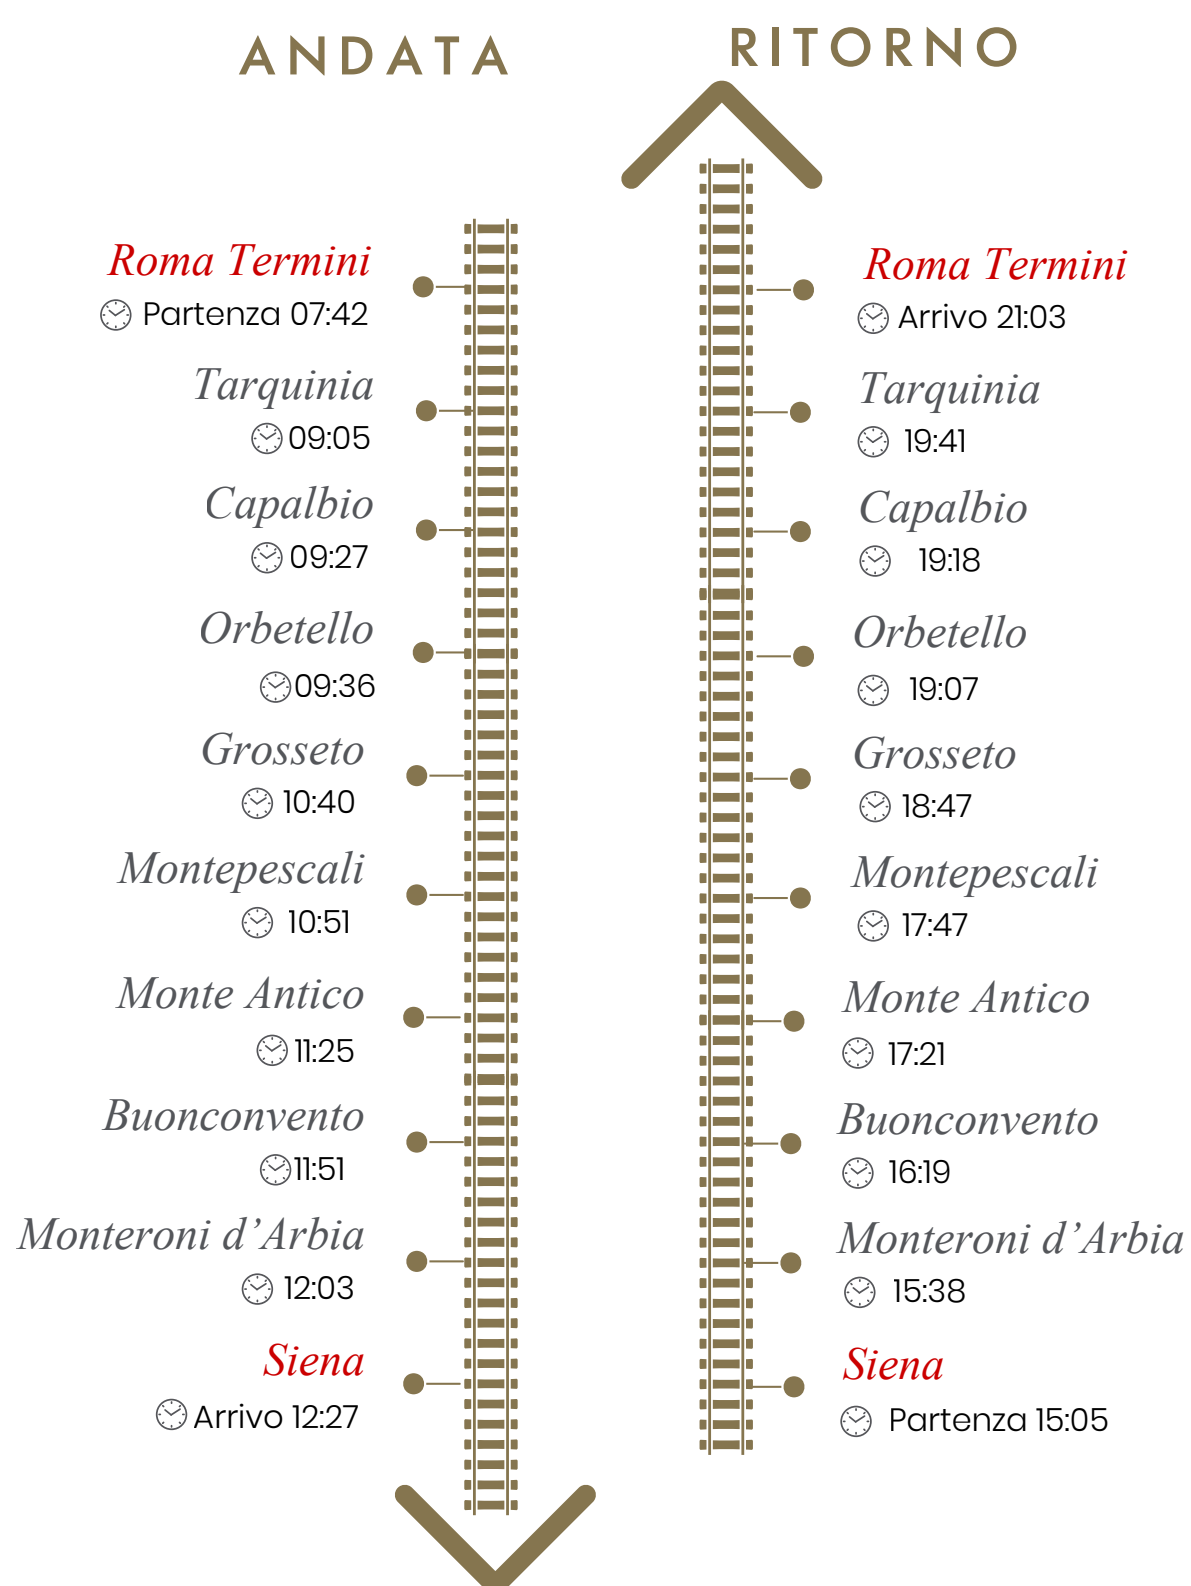 ANDATA
Roma Termini
Partenza 07:42
Tarquinia
09:05
Capalbio
09:27
Orbetello
09:36
Grosseto
10:40
Montepescali
10:51
Monte Antico
11:25
Buonconvento
11:51
Monteroni d’Arbia
12:03
Siena
Arrivo 12:27
RITORNO
Roma Termini
Arrivo 21:03
Tarquinia
19:41
Capalbio
19:18
Orbetello
19:07
Grosseto
18:47
Montepescali
17:47
Monte Antico
17:21
Buonconvento
16:19
Monteroni d’Arbia
15:38
Siena
Partenza 15:05